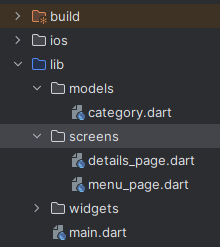 build
ios
lib
models
category.dart
screens
details_page.dart
menu_page.dart
widgets
main.dart